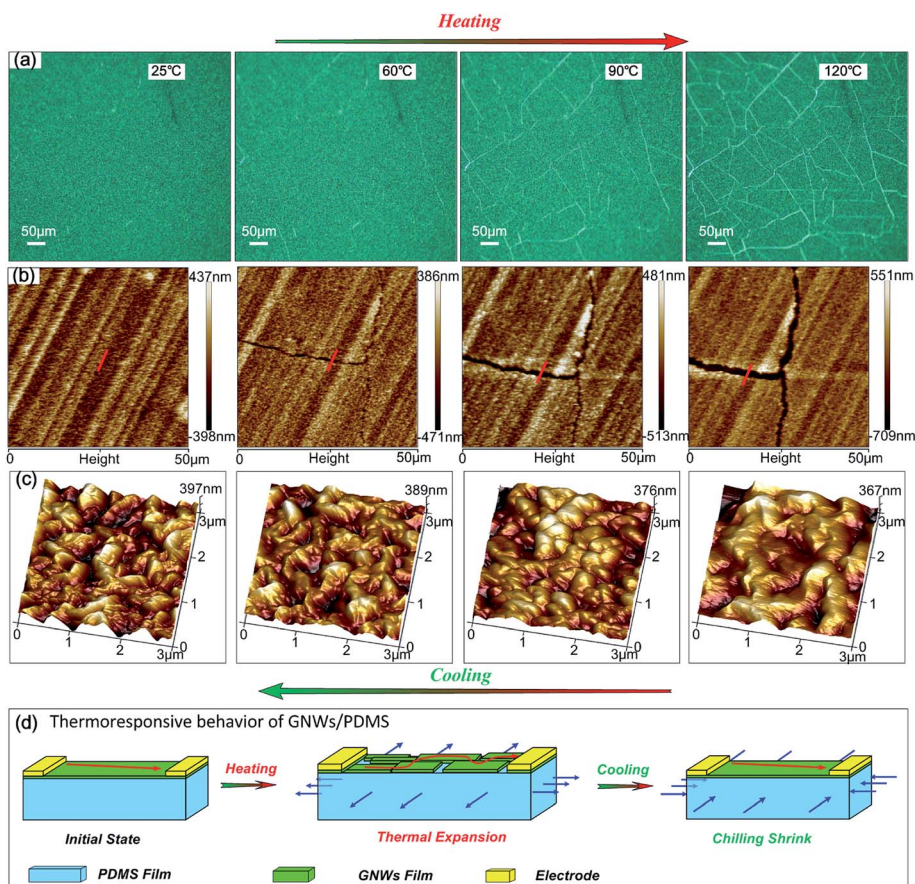 Heating
(a)
25℃
60℃
90℃
120℃
50μm
50μm
50μm
50μm
(b)
437nm
-398nm
386nm
-471nm
481nm
-513nm
551nm
-709nm
0 Height 50μm
0 Height 50μm
0 Height 50μm
0 Height 50μm
(c)
397nm
3μm
2
1
0
0
1
2
3μm
389nm
3μm
2
1
0
0
1
2
3μm
376nm
3μm
2
1
0
0
1
2
3μm
367nm
3μm
2
1
0
0
1
2
3μm
Cooling
(d) Thermoresponsive behavior of GNWs/PDMS
Heating
Cooling
Initial State
Thermal Expansion
Chilling Shrink
PDMS Film
GNWs Film
Electrode